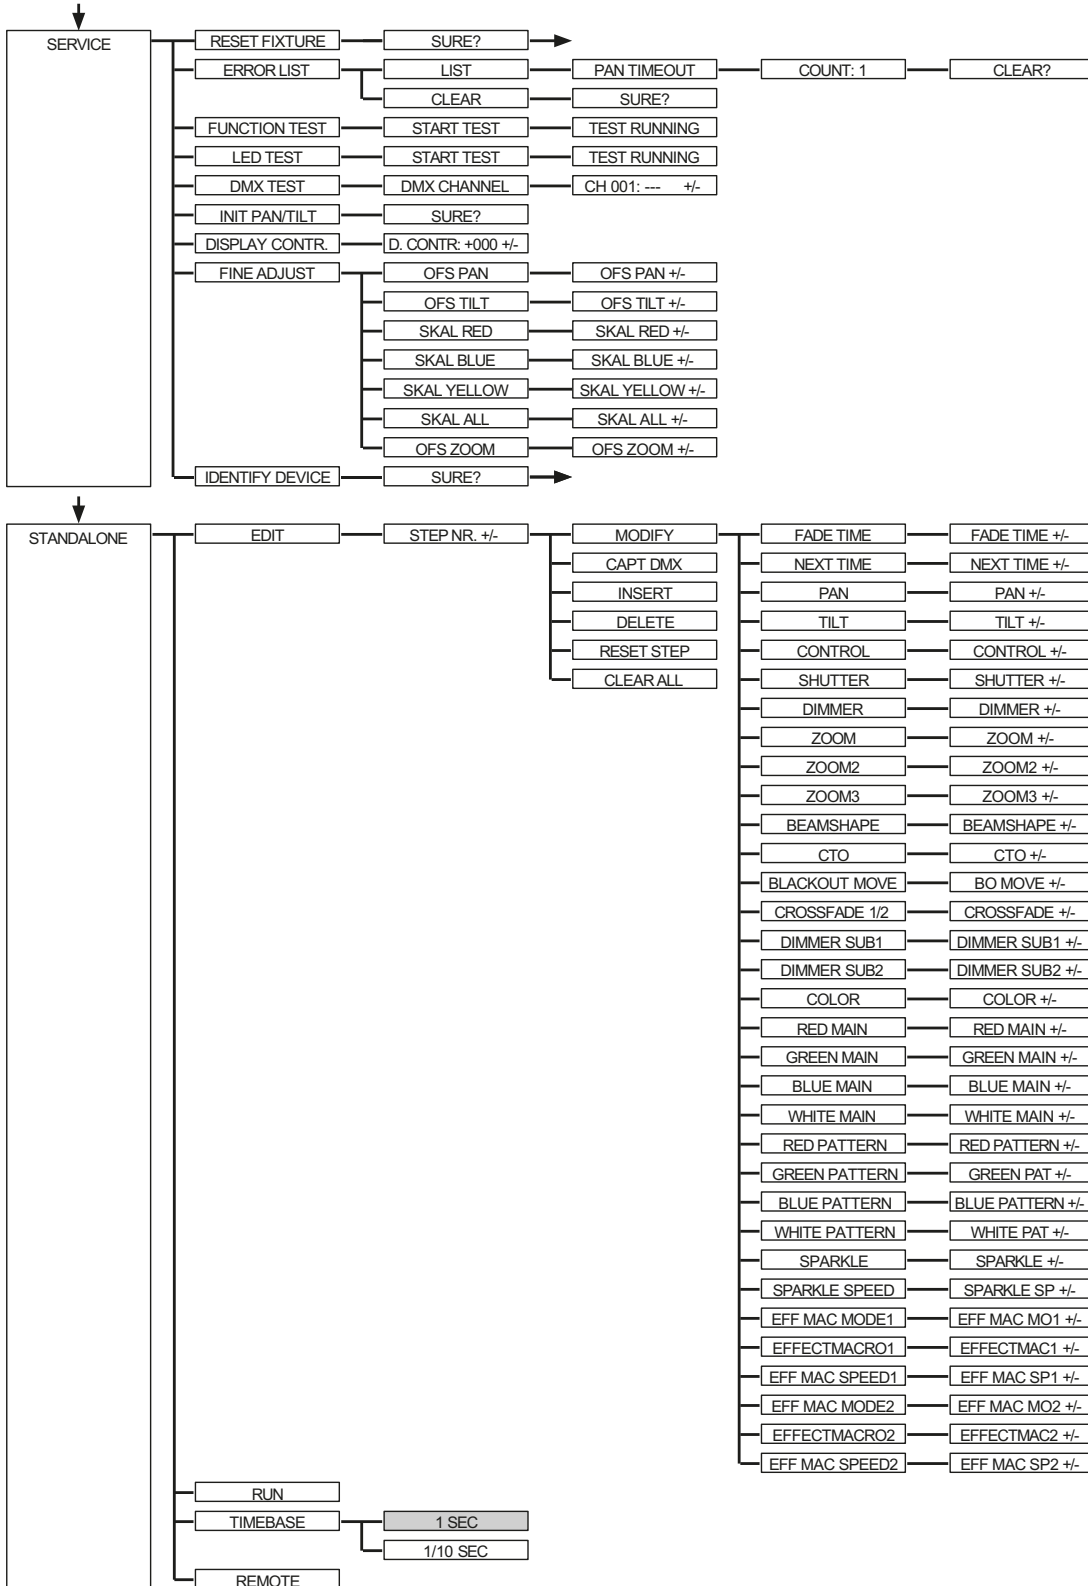 SERVICE RESET FIXTURE SURE?
ERROR LIST LIST PAN TIMEOUT COUNT: 1 CLEAR?
CLEAR SURE?
FUNCTION TEST START TEST TEST RUNNING
LED TEST START TEST TEST RUNNING
DMX TEST DMX CHANNEL CH 001: --- +/-
INIT PAN/TILT SURE?
DISPLAY CONTR. D. CONTR: +000 +/-
FINE ADJUST OFS PAN OFS PAN +/-
OFS TILT OFS TILT +/-
SKAL RED SKAL RED +/-
SKAL BLUE SKAL BLUE +/-
SKAL YELLOW SKAL YELLOW +/-
SKAL ALL SKAL ALL +/-
OFS ZOOM OFS ZOOM +/-
IDENTIFY DEVICE SURE?
STANDALONE EDIT STEP NR. +/- MODIFY FADE TIME FADE TIME +/-
CAPT DMX NEXT TIME NEXT TIME +/-
INSERT PAN PAN +/-
DELETE TILT TILT +/-
RESET STEP CONTROL CONTROL +/-
CLEAR ALL SHUTTER SHUTTER +/-
DIMMER DIMMER +/-
ZOOM ZOOM +/-
ZOOM2 ZOOM2 +/-
ZOOM3 ZOOM3 +/-
BEAMSHAPE BEAMSHAPE +/-
CTO CTO +/-
BLACKOUT MOVE BO MOVE +/-
CROSSFADE 1/2 CROSSFADE +/-
DIMMER SUB1 DIMMER SUB1 +/-
DIMMER SUB2 DIMMER SUB2 +/-
COLOR COLOR +/-
RED MAIN RED MAIN +/-
GREEN MAIN GREEN MAIN +/-
BLUE MAIN BLUE MAIN +/-
WHITE MAIN WHITE MAIN +/-
RED PATTERN RED PATTERN +/-
GREEN PATTERN GREEN PAT +/-
BLUE PATTERN BLUE PATTERN +/-
WHITE PATTERN WHITE PAT +/-
SPARKLE SPARKLE +/-
SPARKLE SPEED SPARKLE SP +/-
EFF MAC MODE1 EFF MAC MO1 +/-
EFFECTMACRO1 EFFECTMAC1 +/-
EFF MAC SPEED1 EFF MAC SP1 +/-
EFF MAC MODE2 EFF MAC MO2 +/-
EFFECTMACRO2 EFFECTMAC2 +/-
EFF MAC SPEED2 EFF MAC SP2 +/-
RUN
TIMEBASE 1 SEC
1/10 SEC
REMOTE